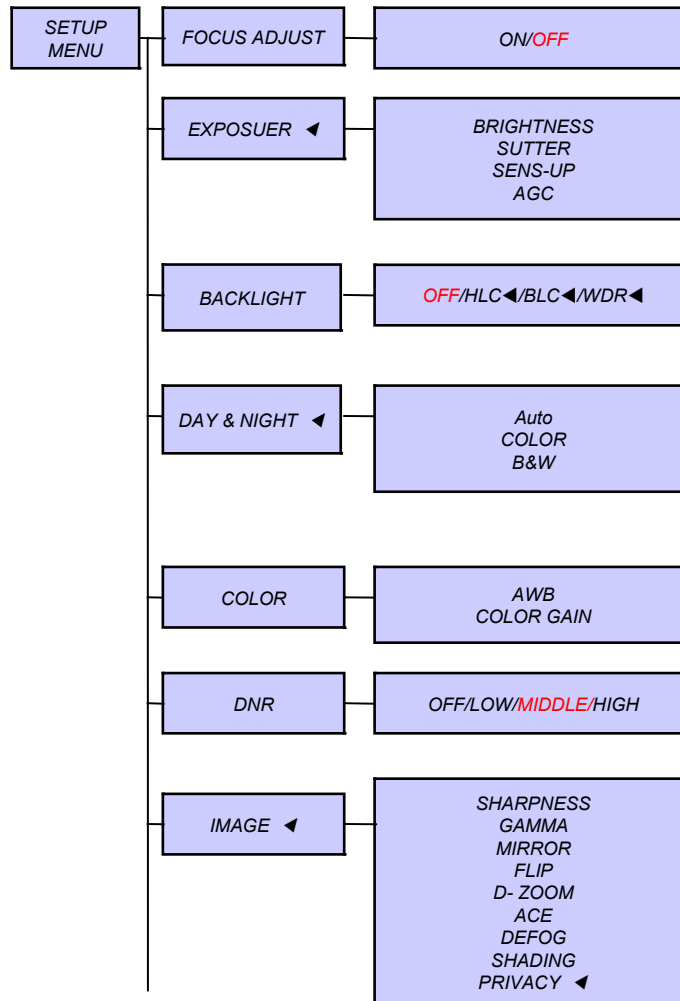 SETUP
MENU
FOCUS ADJUST
ON/OFF
EXPOSUER ◀
BRIGHTNESS
SUTTER
SENS-UP
AGC
BACKLIGHT
OFF/HLC◀/BLC◀/WDR◀
DAY & NIGHT ◀
Auto
COLOR
B&W
COLOR
AWB
COLOR GAIN
DNR
OFF/LOW/MIDDLE/HIGH
IMAGE ◀
SHARPNESS
GAMMA
MIRROR
FLIP
D- ZOOM
ACE
DEFOG
SHADING
PRIVACY ◀